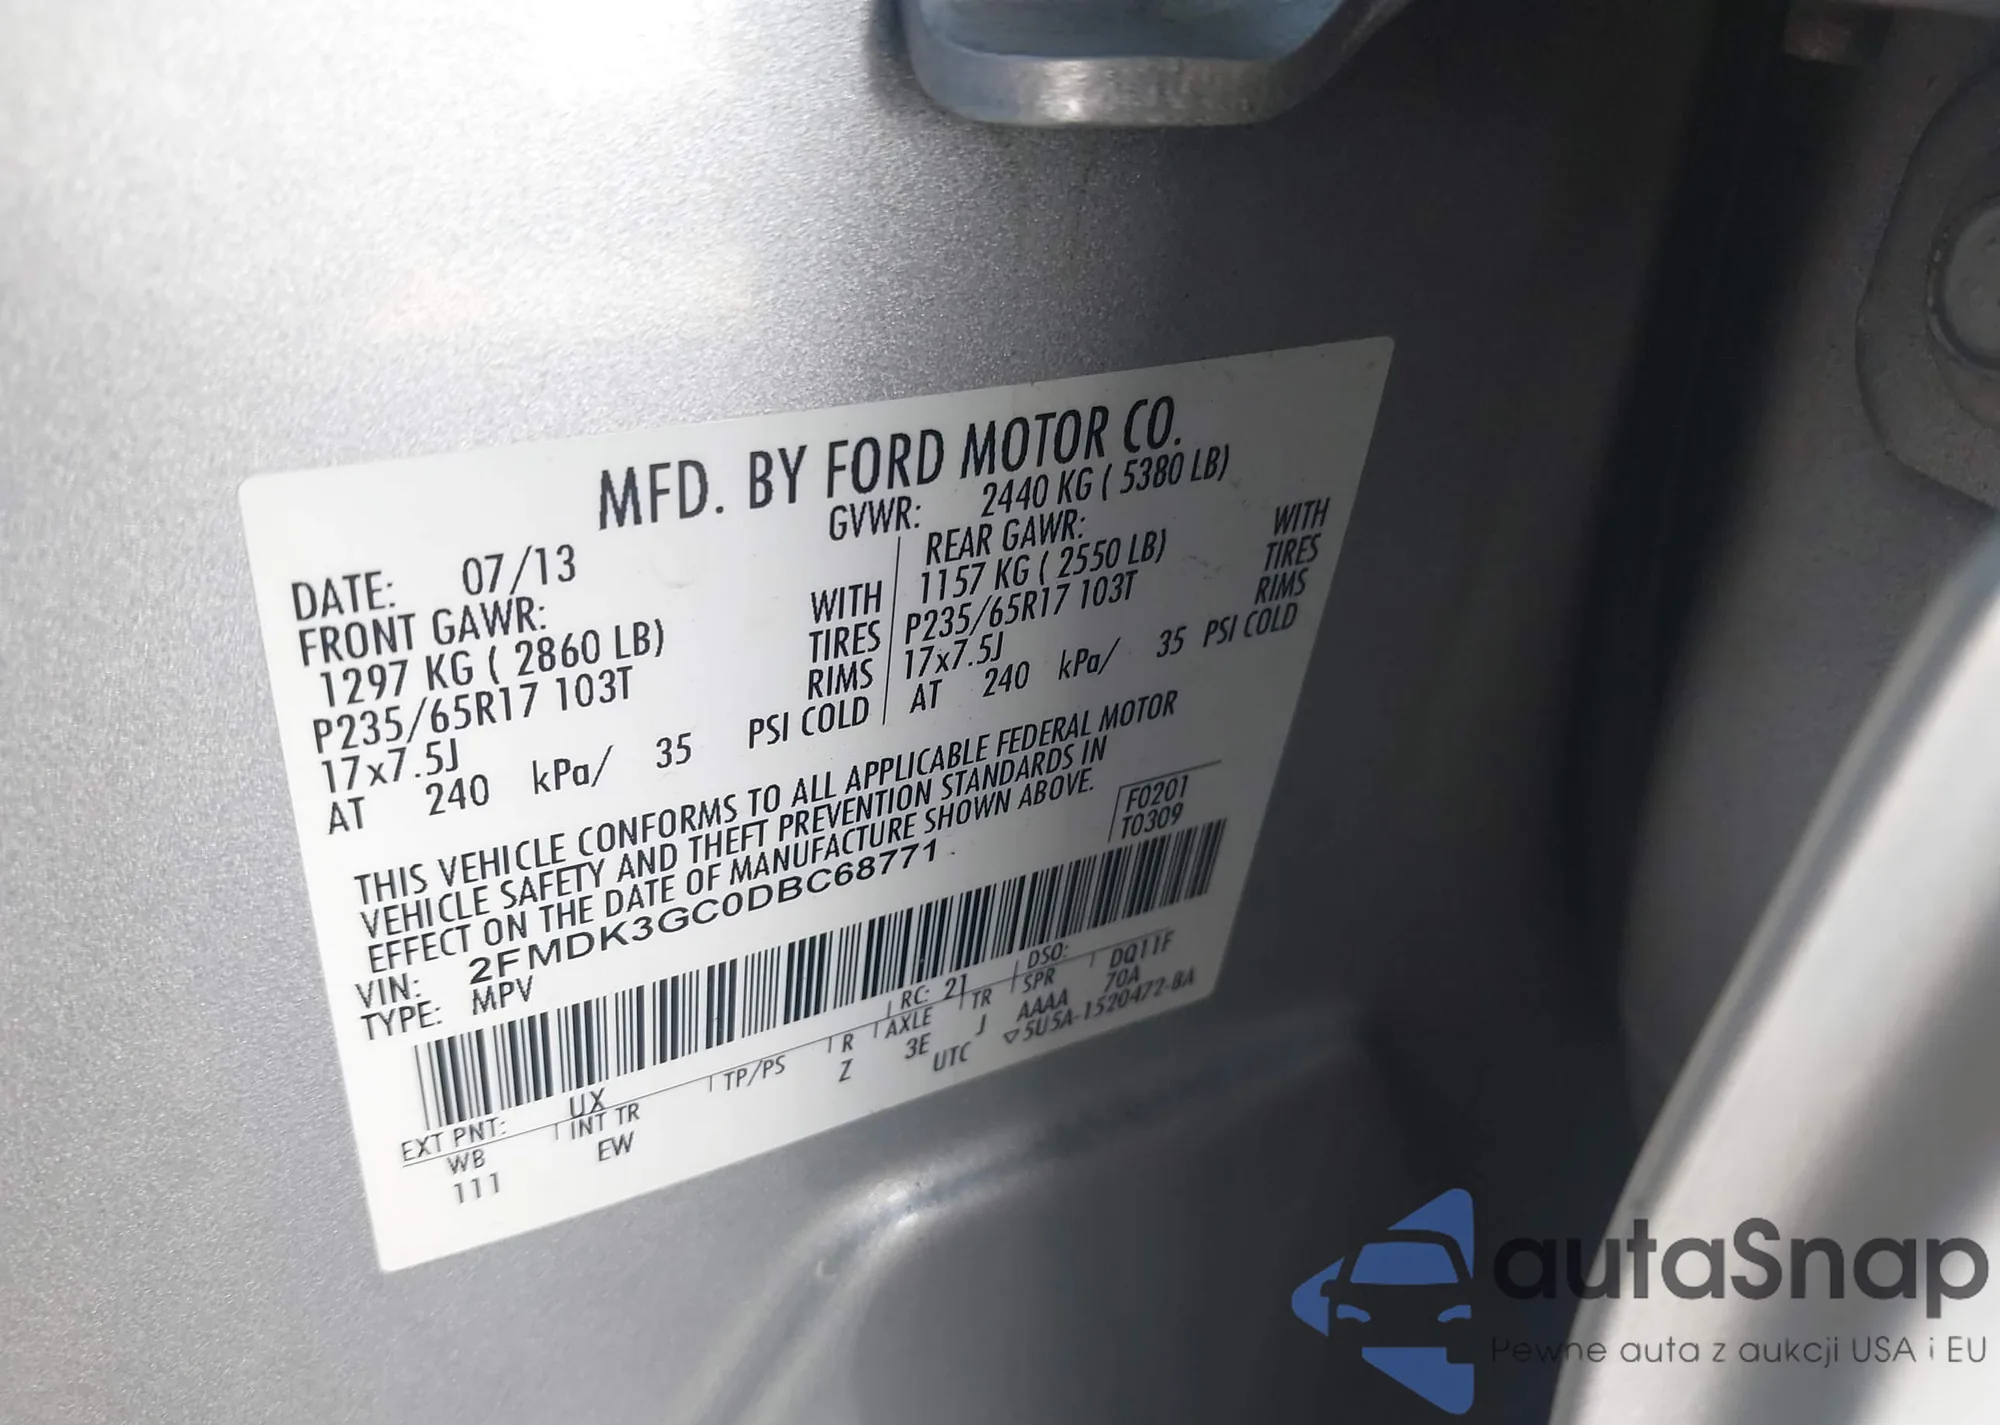 MFD. BY FORD MOTOR CO.
DATE: 07/13 GVWR: 2440 KG ( 5380 LB)
FRONT GAWR: REAR GAWR:
1297 KG ( 2860 LB) WITH 1157 KG ( 2550 LB) WITH
P235/65R17 103T TIRES P235/65R17 103T TIRES
17x7.5J RIMS 17x7.5J RIMS
AT 240 kPa/ 35 PSI COLD AT 240 kPa/ 35 PSI COLD
THIS VEHICLE CONFORMS TO ALL APPLICABLE FEDERAL MOTOR
VEHICLE SAFETY AND THEFT PREVENTION STANDARDS IN
EFFECT ON THE DATE OF MANUFACTURE SHOWN ABOVE.
VIN: 2FMDK3GC0DBC68771 F0201
TYPE: MPV T0309
EXT PNT: UX RC: 21 DSO:
WB INT TR TP/PS R AXLE TR SPR DQ11F
111 EW Z 3E J AAAA 70A
UTC ▽5U5A-1520472-BA
autaSnap
Pewne auta z aukcji USA i EU